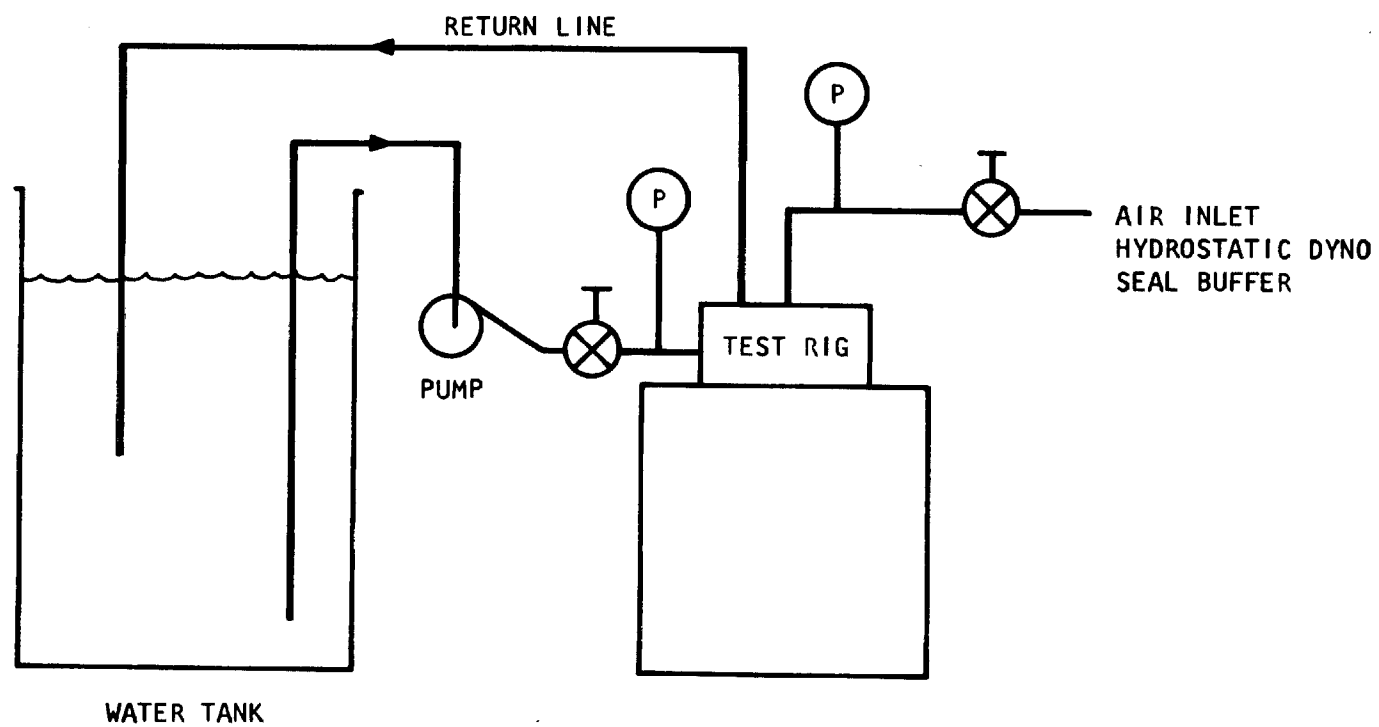 RETURN LINE
P
P
AIR INLET
HYDROSTATIC DYNO
SEAL BUFFER
TEST RIG
PUMP
WATER TANK